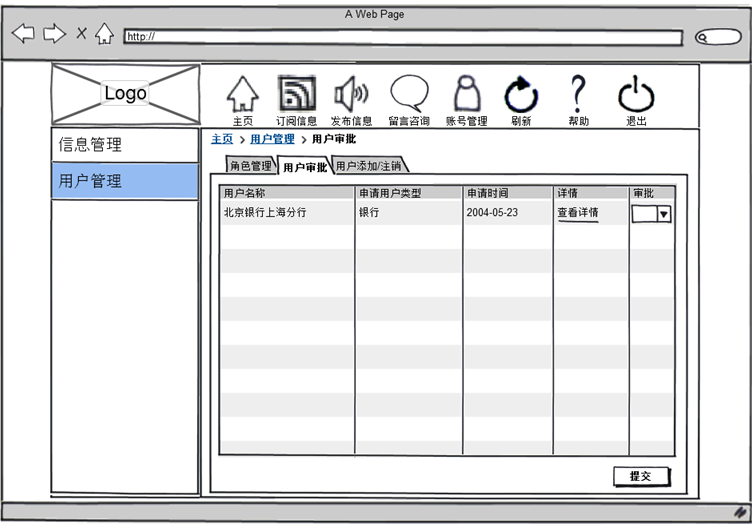 A Web Page
http://
Logo
主页 订阅信息 发布信息 留言咨询 账号管理 刷新 帮助 退出
信息管理
用户管理
主页 > 用户管理 > 用户审批
角色管理 用户审批 用户添加/注销
用户名称 申请用户类型 申请时间 详情 审批
北京银行上海分行 银行 2004-05-23 查看详情
提交